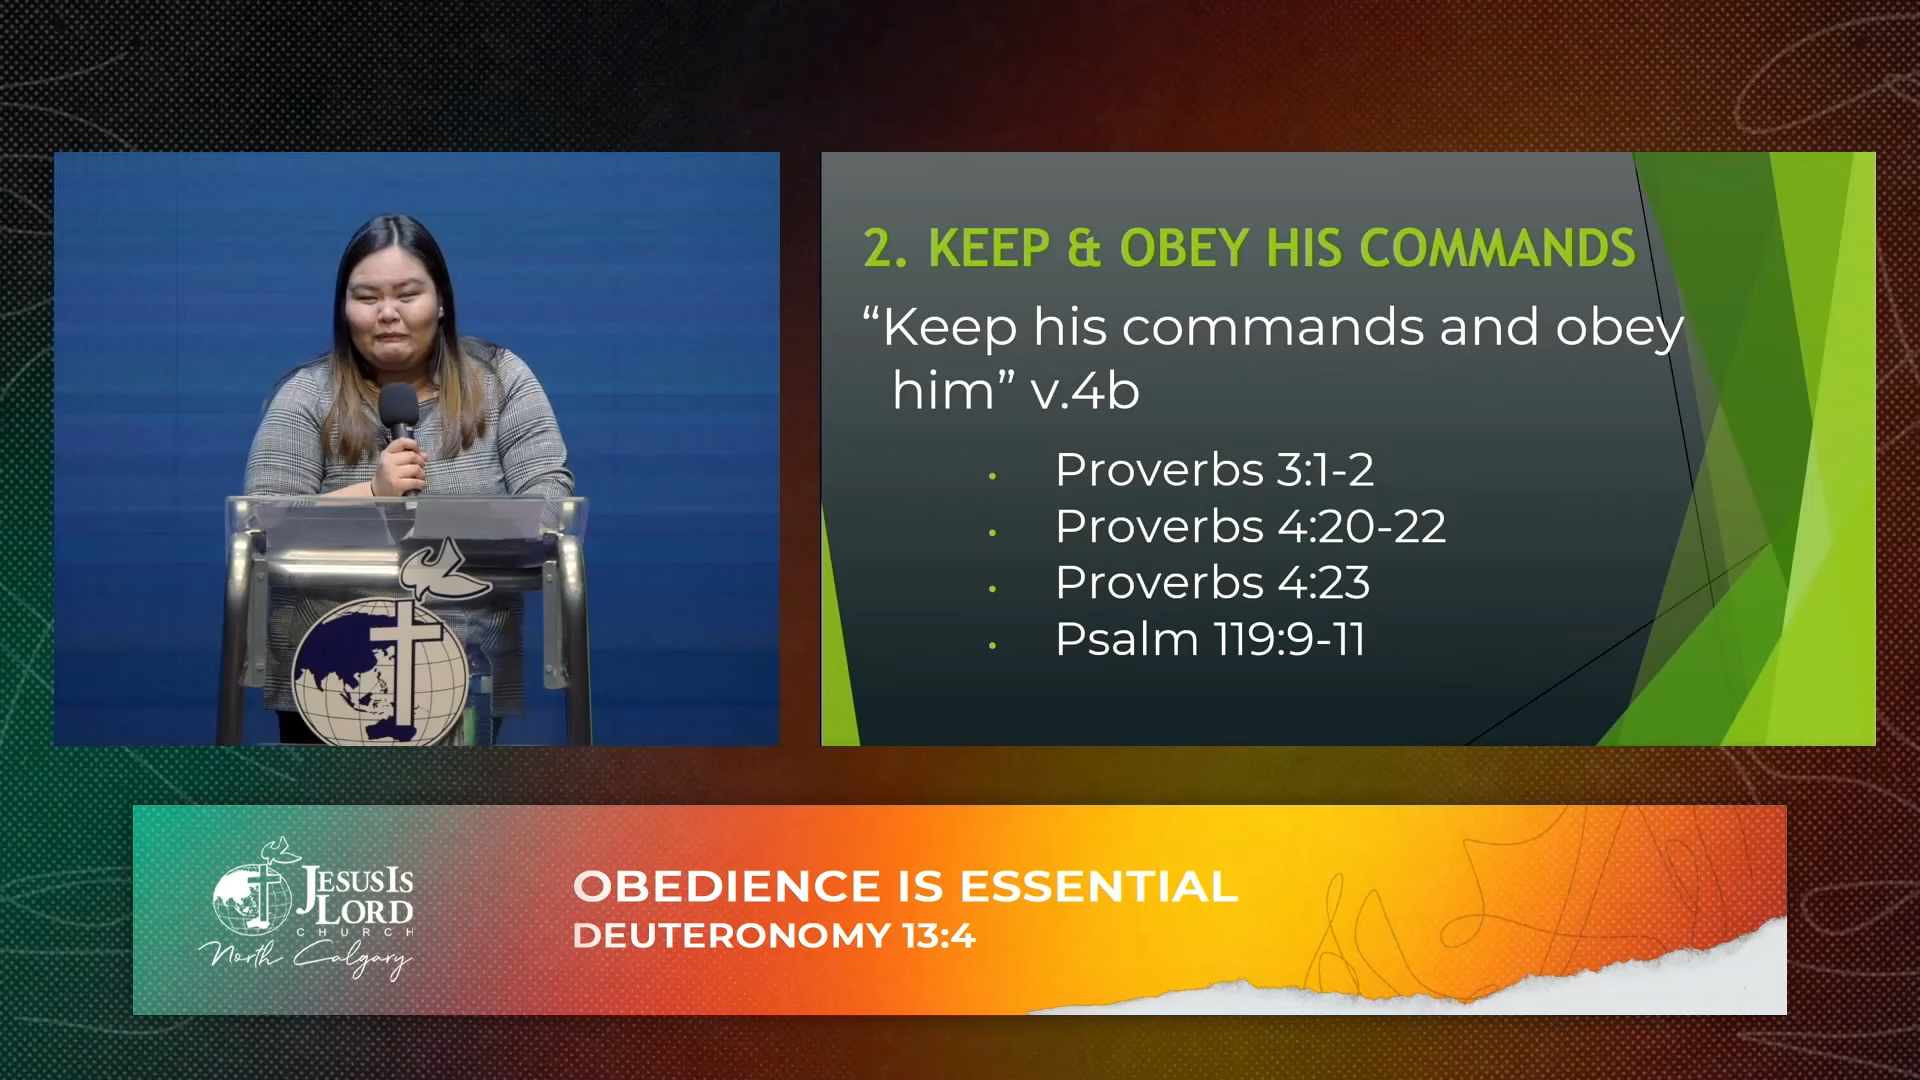 2. KEEP & OBEY HIS COMMANDS
“Keep his commands and obey
him” v.4b
• Proverbs 3:1-2
• Proverbs 4:20-22
• Proverbs 4:23
• Psalm 119:9-11
JESUS IS
LORD
CHURCH
North Calgary
OBEDIENCE IS ESSENTIAL
DEUTERONOMY 13:4